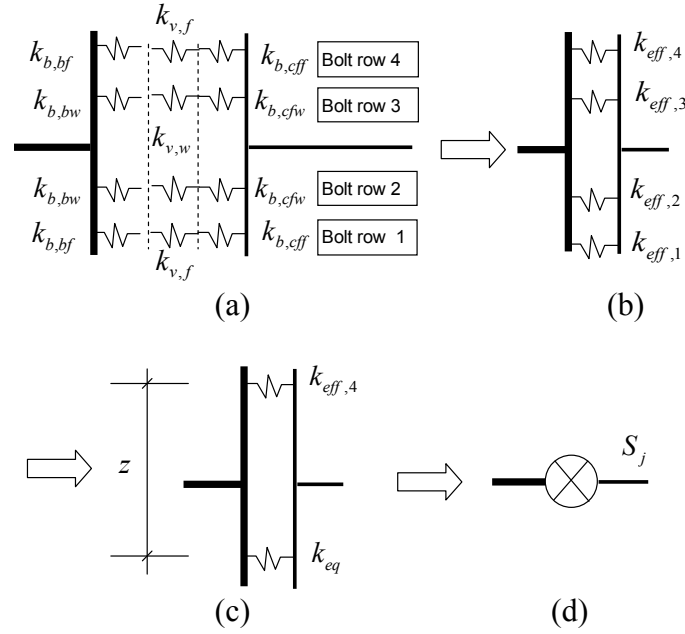 k_{v,f}
k_{b,bf} k_{b,cff} Bolt row 4
k_{b,bw} k_{b,cfw} Bolt row 3
k_{v,w}
k_{b,bw} k_{b,cfw} Bolt row 2
k_{b,bf} k_{b,cff} Bolt row 1
k_{v,f}
(a)
k_{eff,4}
k_{eff,3}
k_{eff,2}
k_{eff,1}
(b)
z
k_{eff,4}
k_{eq}
(c)
S_j
(d)